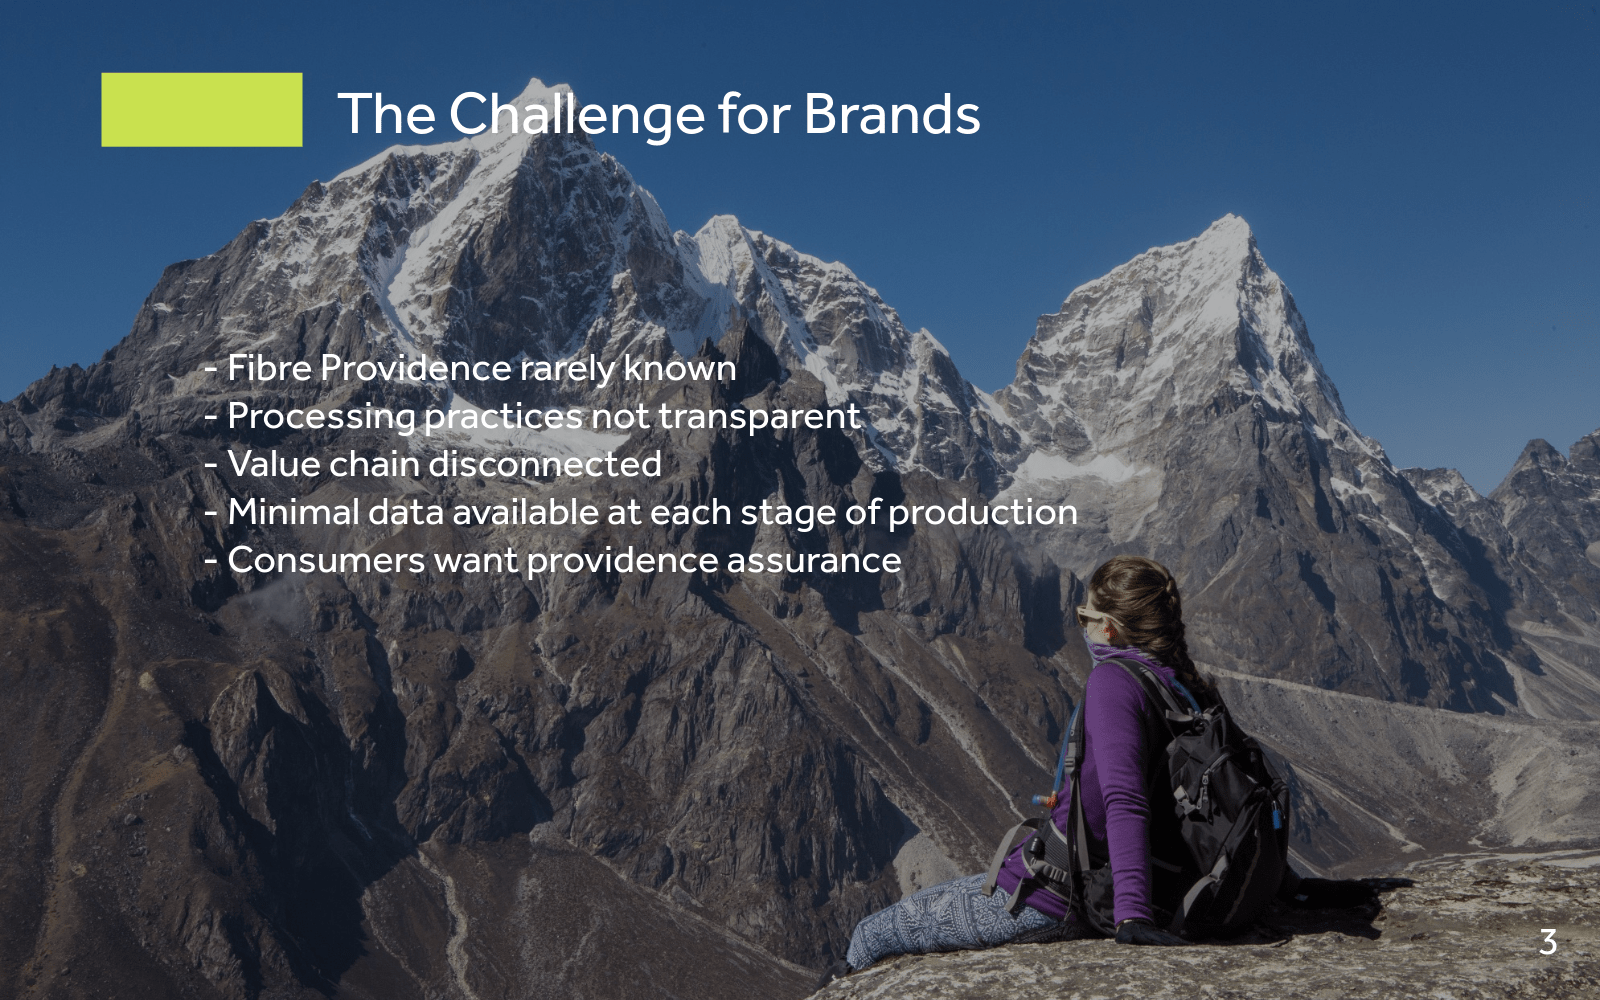 The Challenge for Brands
- Fibre Providence rarely known
- Processing practices not transparent
- Value chain disconnected
- Minimal data available at each stage of production
- Consumers want providence assurance
3